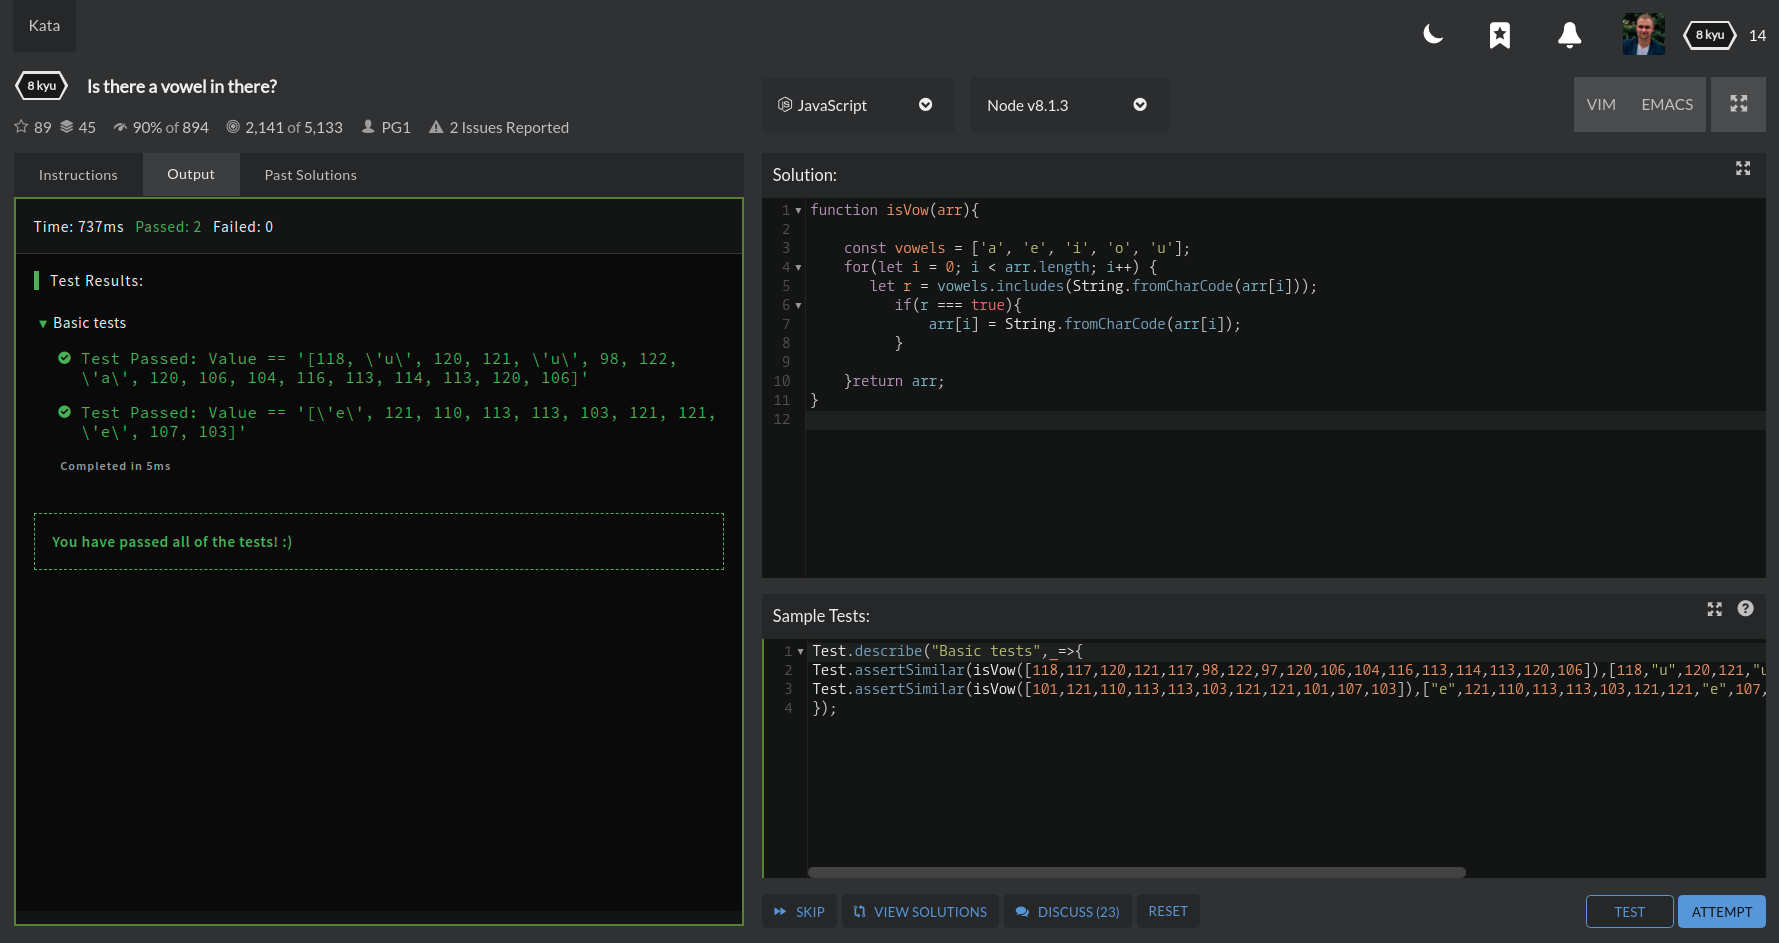 Kata
8 kyu 14
8 kyu Is there a vowel in there?
89 45 90% of 894 2,141 of 5,133 PG1 2 Issues Reported
JavaScript Node v8.1.3 VIM EMACS
Instructions Output Past Solutions
Time: 737ms Passed: 2 Failed: 0
Test Results:
Basic tests
Test Passed: Value == '[118, \'u\', 120, 121, \'u\', 98, 122,
\'a\', 120, 106, 104, 116, 113, 114, 113, 120, 106]'
Test Passed: Value == '[\'e\', 121, 110, 113, 113, 103, 121, 121,
\'e\', 107, 103]'
Completed in 5ms
You have passed all of the tests! :)
Solution:
1 function isVow(arr){
2
3 const vowels = ['a', 'e', 'i', 'o', 'u'];
4 for(let i = 0; i < arr.length; i++) {
5 let r = vowels.includes(String.fromCharCode(arr[i]));
6 if(r === true){
7 arr[i] = String.fromCharCode(arr[i]);
8 }
9
10 }return arr;
11 }
12
Sample Tests:
1 Test.describe("Basic tests",_=>{
2 Test.assertSimilar(isVow([118,117,120,121,117,98,122,97,120,106,104,116,113,114,113,120,106]),[118,"u",120,121,"u
3 Test.assertSimilar(isVow([101,121,110,113,113,103,121,121,101,107,103]),["e",121,110,113,113,103,121,121,"e",107,
4 });
SKIP VIEW SOLUTIONS DISCUSS (23) RESET TEST ATTEMPT